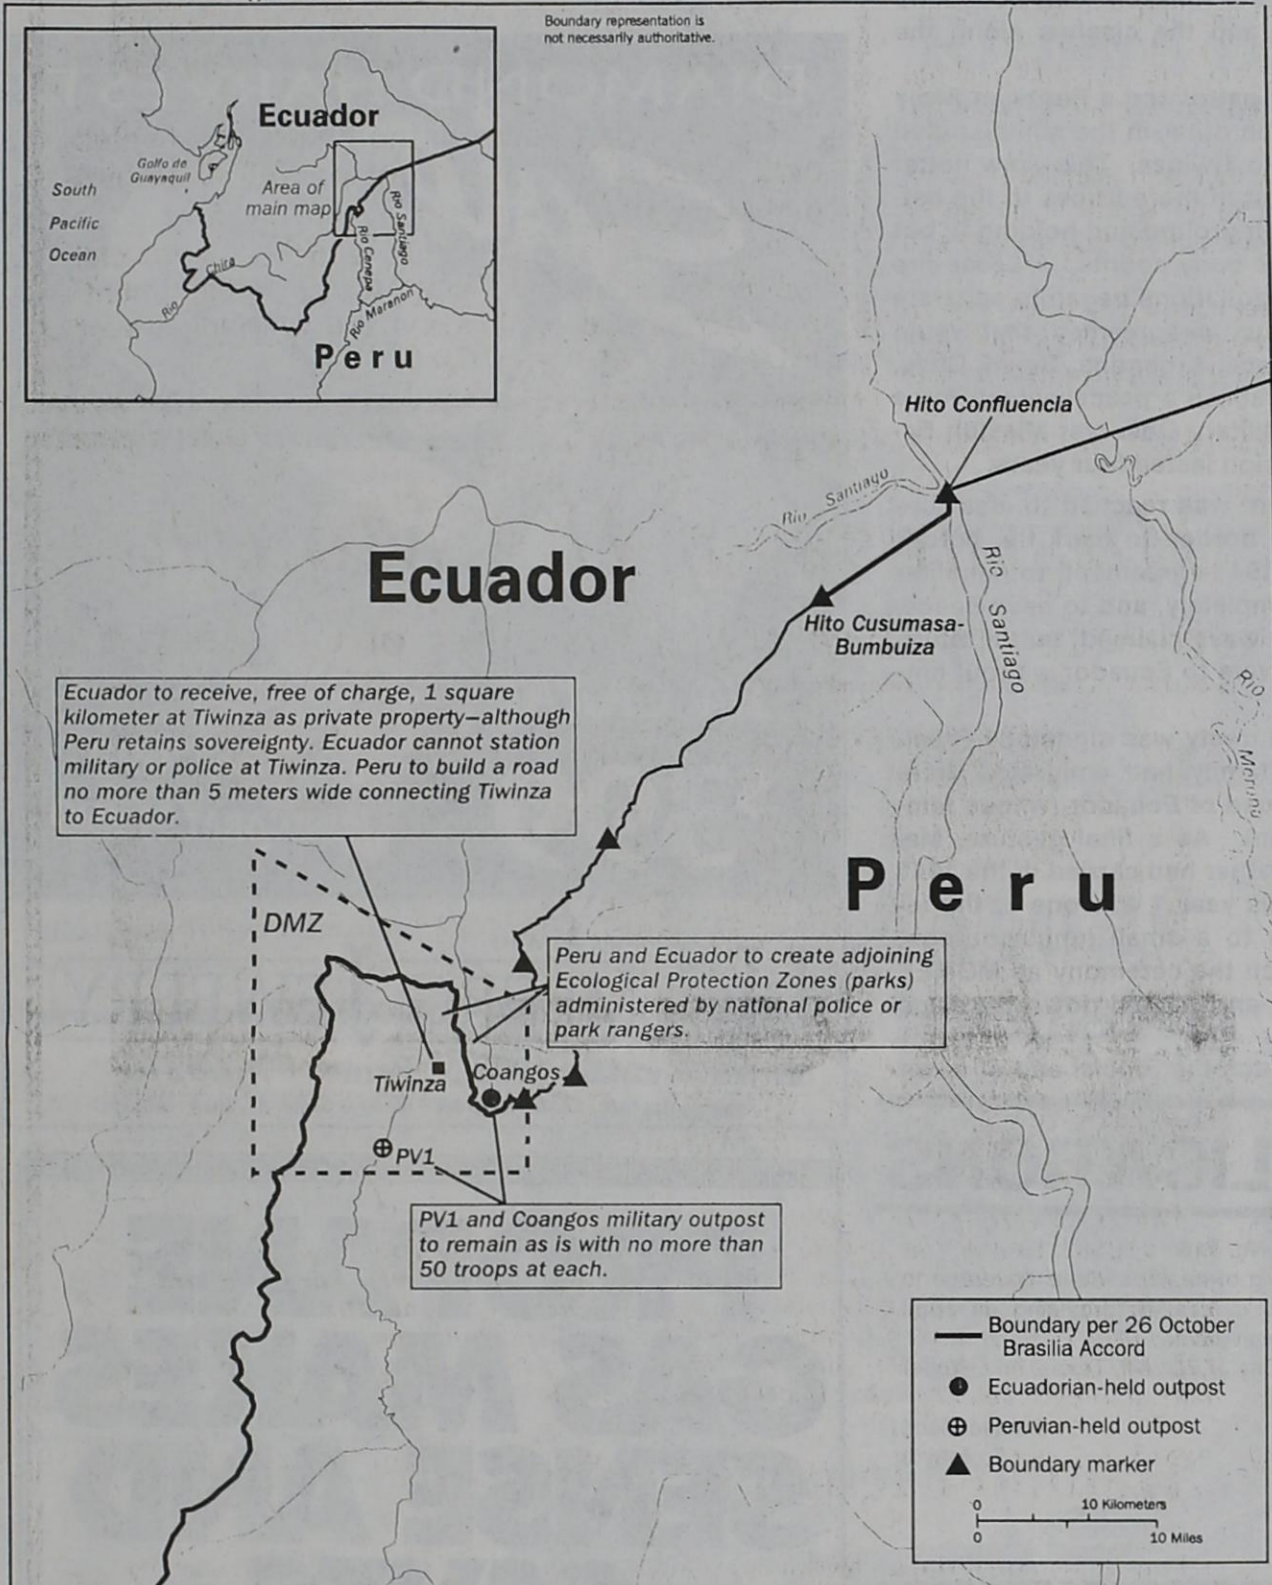 Boundary representation is
not necessarily authoritative.
Ecuador
Golfo de
Guayaquil
South
Pacific
Ocean
Area of
main map
Rio Santiago
Rio Cenepa
Rio Chira
Rio Maranon
Peru
Hito Confluencia
Rio Santiago
Ecuador
Rio Santiago
Hito Cusumasa-
Bumbuiza
Rio Morona
Ecuador to receive, free of charge, 1 square
kilometer at Tiwinza as private property—although
Peru retains sovereignty. Ecuador cannot station
military or police at Tiwinza. Peru to build a road
no more than 5 meters wide connecting Tiwinza
to Ecuador.
Peru
DMZ
Peru and Ecuador to create adjoining
Ecological Protection Zones (parks)
administered by national police or
park rangers.
Tiwinza
Coangos
PV1
PV1 and Coangos military outpost
to remain as is with no more than
50 troops at each.
Boundary per 26 October
Brasilia Accord
Ecuadorian-held outpost
Peruvian-held outpost
Boundary marker
0 10 Kilometers
0 10 Miles